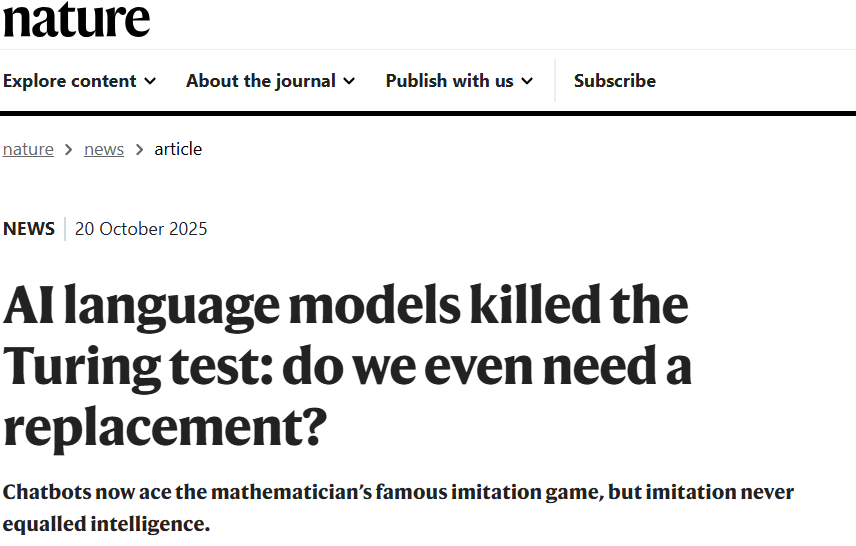 nature
Explore content About the journal Publish with us Subscribe
nature > news > article
NEWS 20 October 2025
AI language models killed the
Turing test: do we even need a
replacement?
Chatbots now ace the mathematician's famous imitation game, but imitation never
equalled intelligence.